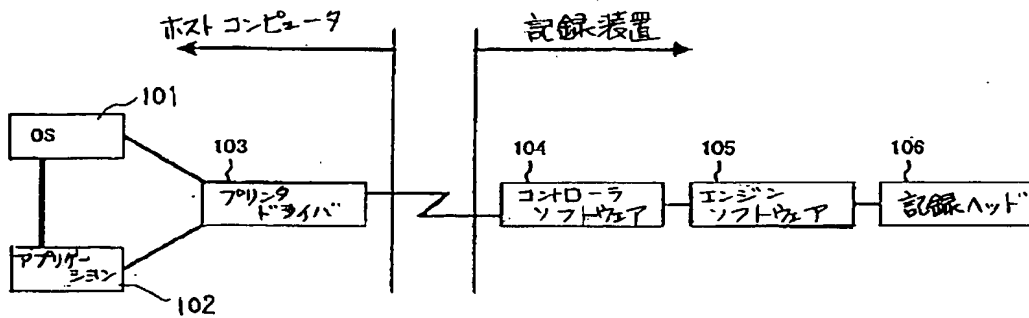 ホストコンピュータ
記録装置
101
OS
103
プリンタ
ドライバ
104
コントローラ
ソフトウェア
105
エンジン
ソフトウェア
106
記録ヘッド
アプリケー
ション
102